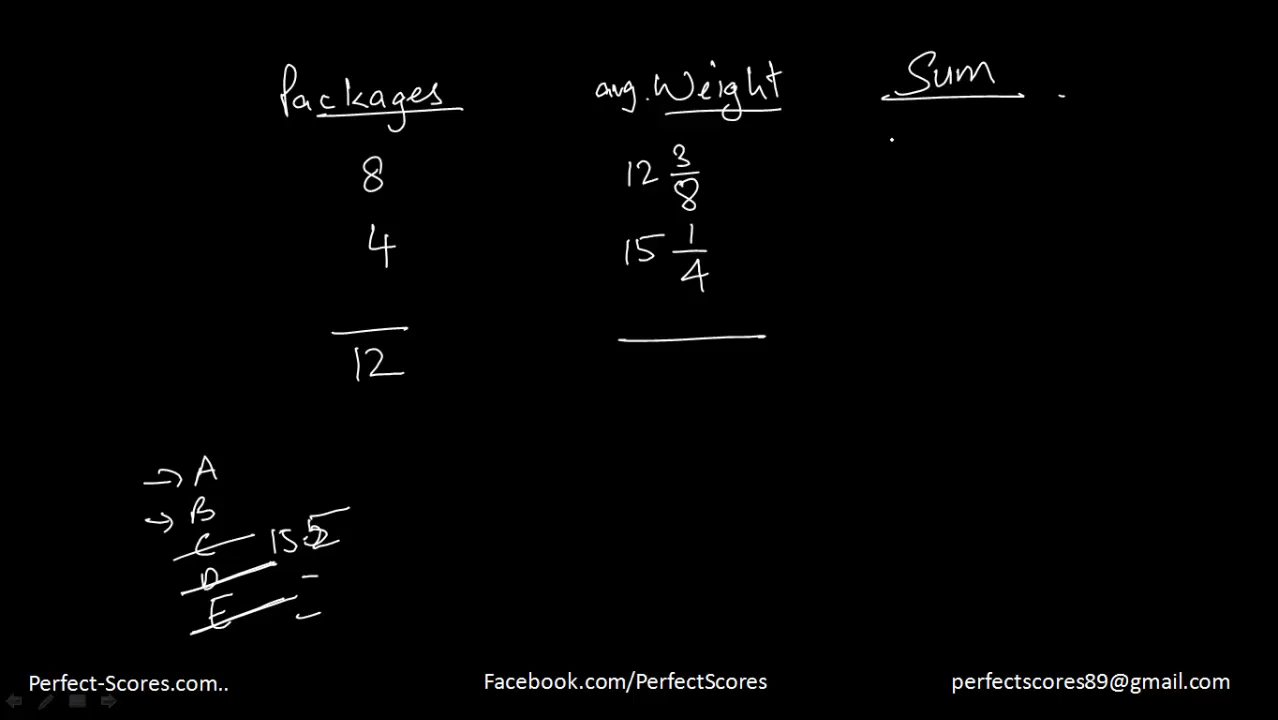 Packages avg. Weight Sum
8 12 3/8
4 15 1/4
12
A
B
C 15.5
D
E
Perfect-Scores.com.. Facebook.com/PerfectScores perfectscores89@gmail.com